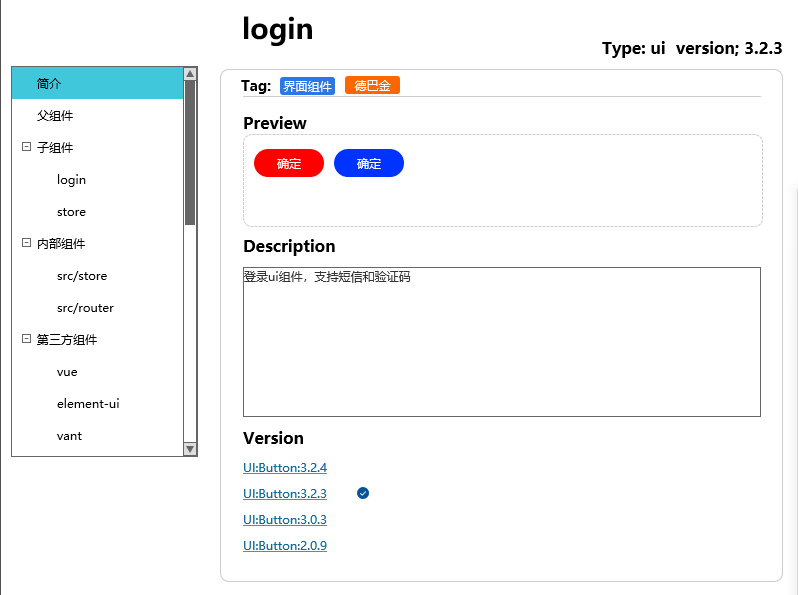 login
Type: ui version; 3.2.3
简介
父组件
子组件
login
store
内部组件
src/store
src/router
第三方组件
vue
element-ui
vant
Tag: 界面组件 德巴金
Preview
确定 确定
Description
登录ui组件，支持短信和验证码
Version
UI:Button:3.2.4
UI:Button:3.2.3
UI:Button:3.0.3
UI:Button:2.0.9